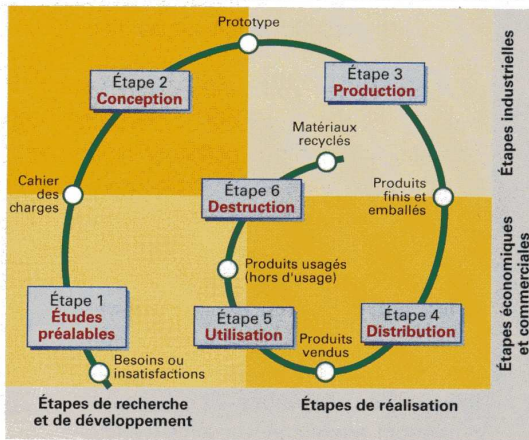 Prototype
Étape 2
Conception
Étape 3
Production
Matériaux
recyclés
Cahier
des
charges
Étape 6
Destruction
Produits
finis et
emballés
Produits usagés
(hors d'usage)
Étape 1
Études
préalables
Étape 5
Utilisation
Étape 4
Distribution
Produits
vendus
Besoins ou
insatisfactions
Étapes de recherche
et de développement
Étapes de réalisation
Étapes industrielles
Étapes économiques
et commerciales